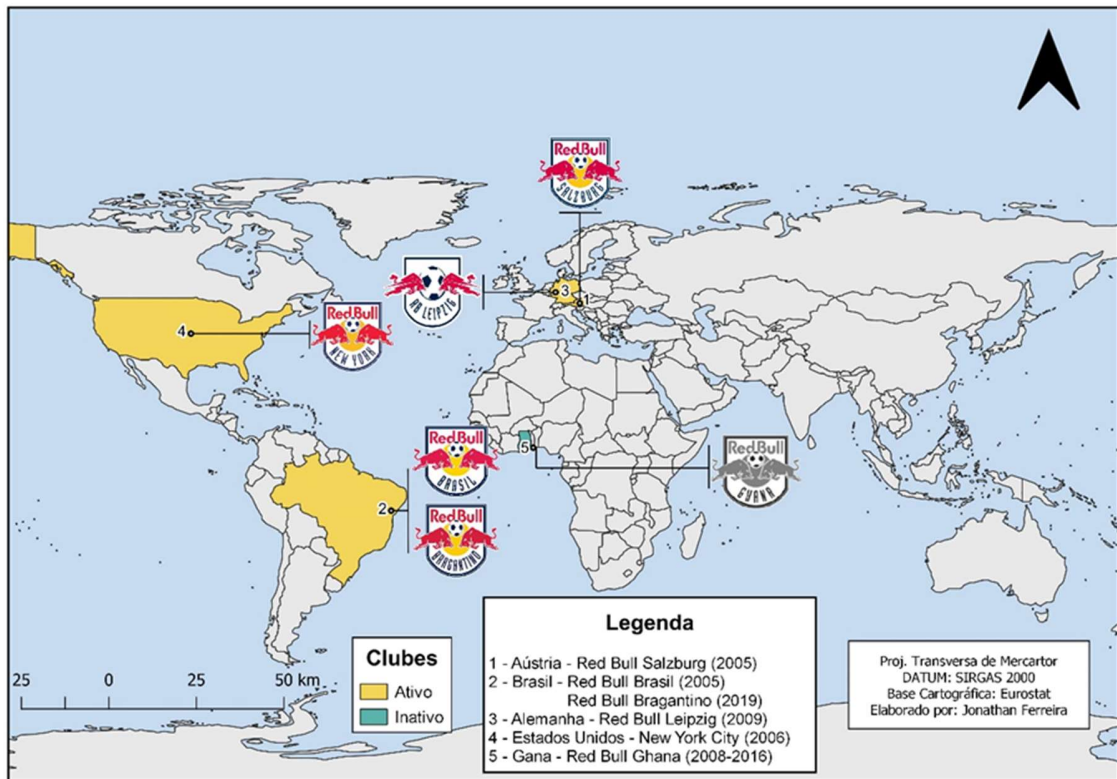 Red Bull
SALZBURG
RB LEIPZIG
3
1
4
Red Bull
NEW YORK
5
Red Bull
BRASIL
Red Bull
GHANA
2
Red Bull
BRAGANTINO
25 0 25 50 km
Clubes
Ativo
Inativo
Legenda
1 - Aústria - Red Bull Salzburg (2005)
2 - Brasil - Red Bull Brasil (2005)
Red Bull Bragantino (2019)
3 - Alemanha - Red Bull Leipzig (2009)
4 - Estados Unidos - New York City (2006)
5 - Gana - Red Bull Ghana (2008-2016)
Proj. Transversa de Mercartor
DATUM: SIRGAS 2000
Base Cartográfica: Eurostat
Elaborado por: Jonathan Ferreira